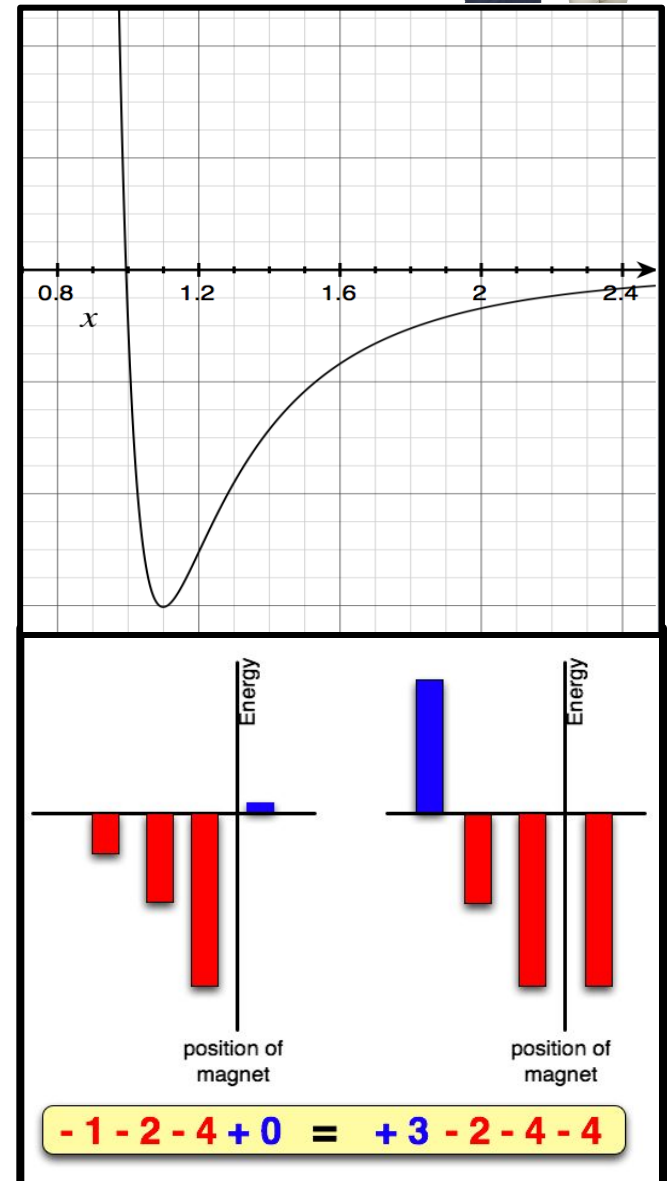 0.8 1.2 1.6 2 2.4
x
Energy Energy
position of
magnet
position of
magnet
- 1 - 2 - 4 + 0 = + 3 - 2 - 4 - 4